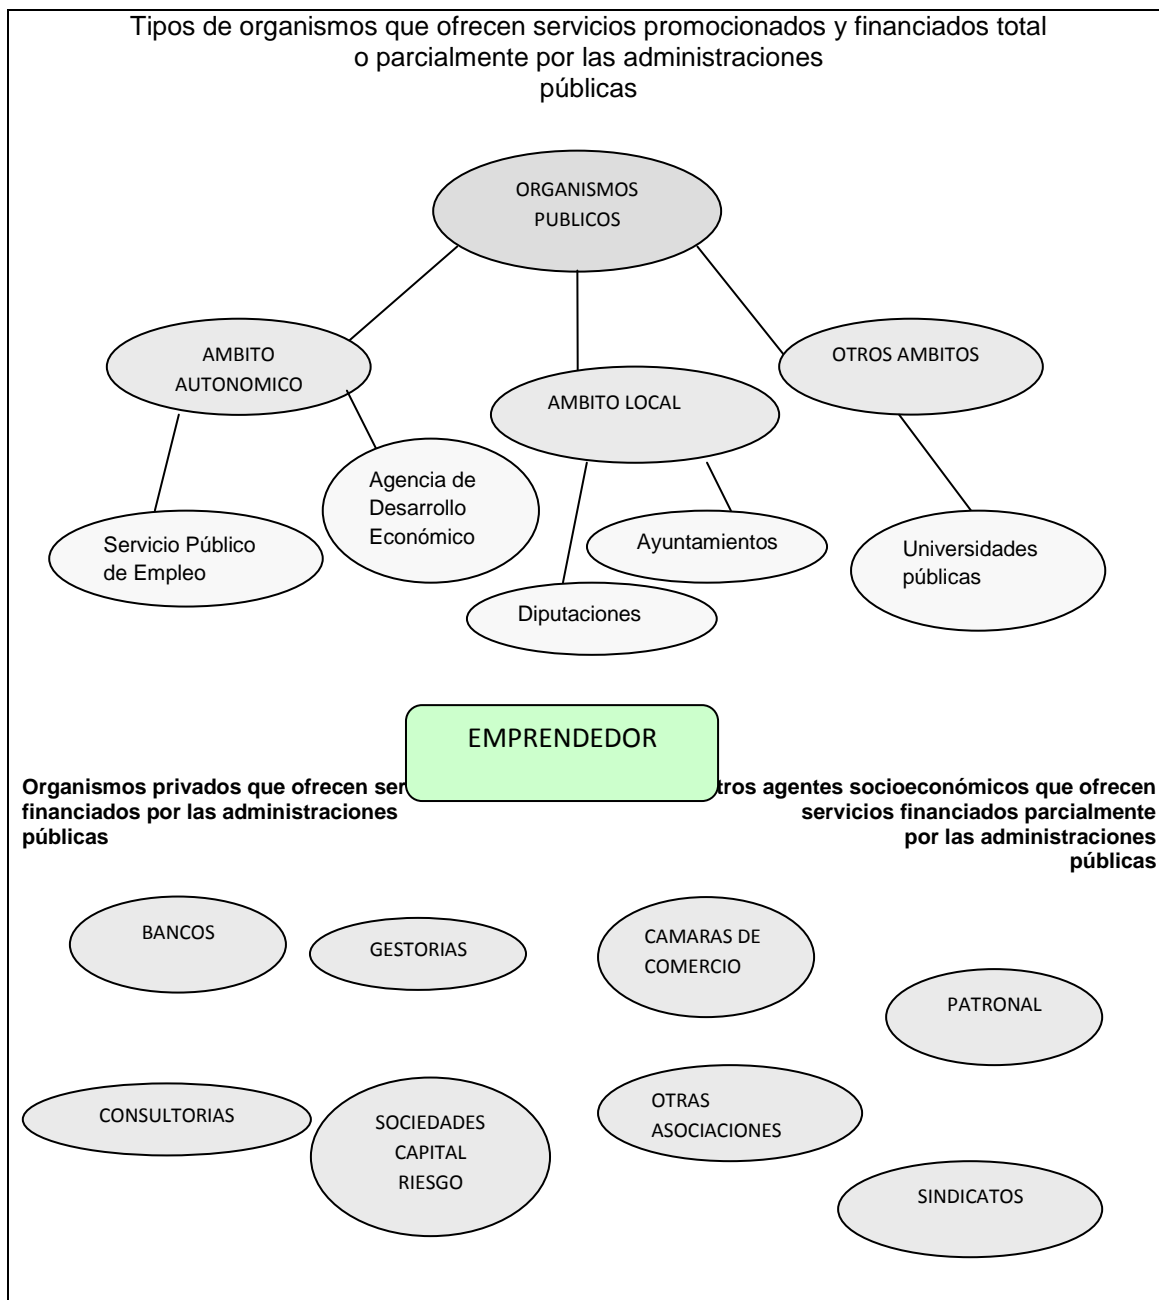 Tipos de organismos que ofrecen servicios promocionados y financiados total
o parcialmente por las administraciones
públicas
ORGANISMOS
PUBLICOS
AMBITO
AUTONOMICO
AMBITO LOCAL
OTROS AMBITOS
Servicio Público
de Empleo
Agencia de
Desarrollo
Económico
Diputaciones
Ayuntamientos
Universidades
públicas
EMPRENDEDOR
Organismos privados que ofrecen ser
financiados por las administraciones
públicas
tros agentes socioeconómicos que ofrecen
servicios financiados parcialmente
por las administraciones
públicas
BANCOS
GESTORIAS
CAMARAS DE
COMERCIO
PATRONAL
CONSULTORIAS
SOCIEDADES
CAPITAL
RIESGO
OTRAS
ASOCIACIONES
SINDICATOS